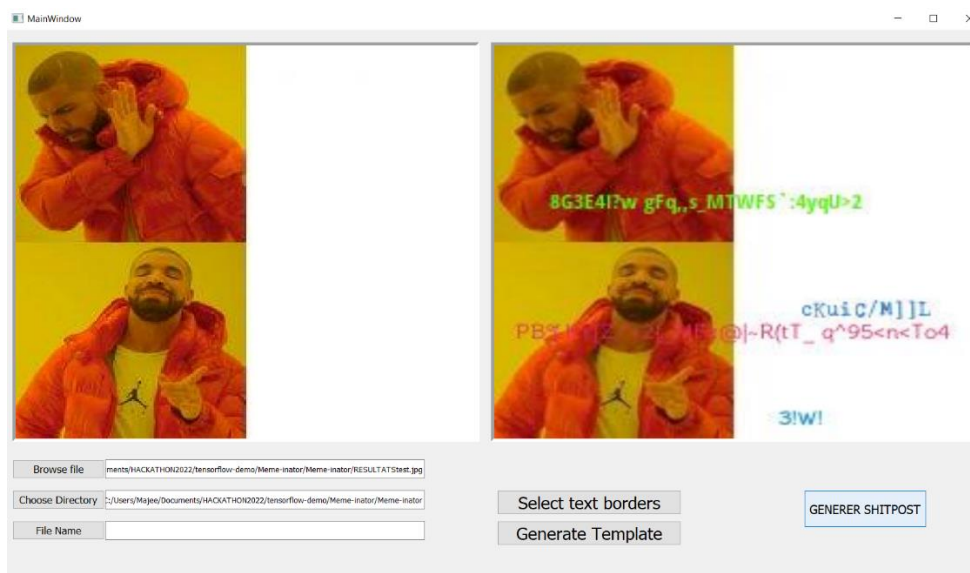 MainWindow
8G3E4I?w gFq,,s_MTWFS`:4yqU>2
cKuiC/M]]L
q^95<n<To4
3!W!
Browse file
ments/HACKATHON2022/tensorflow-demo/Meme-inator/Meme-inator/RESULTATStest.jpg
Choose Directory
C:/Users/Majee/Documents/HACKATHON2022/tensorflow-demo/Meme-inator/Meme-inator
File Name
Select text borders
Generate Template
GENERER SHITPOST